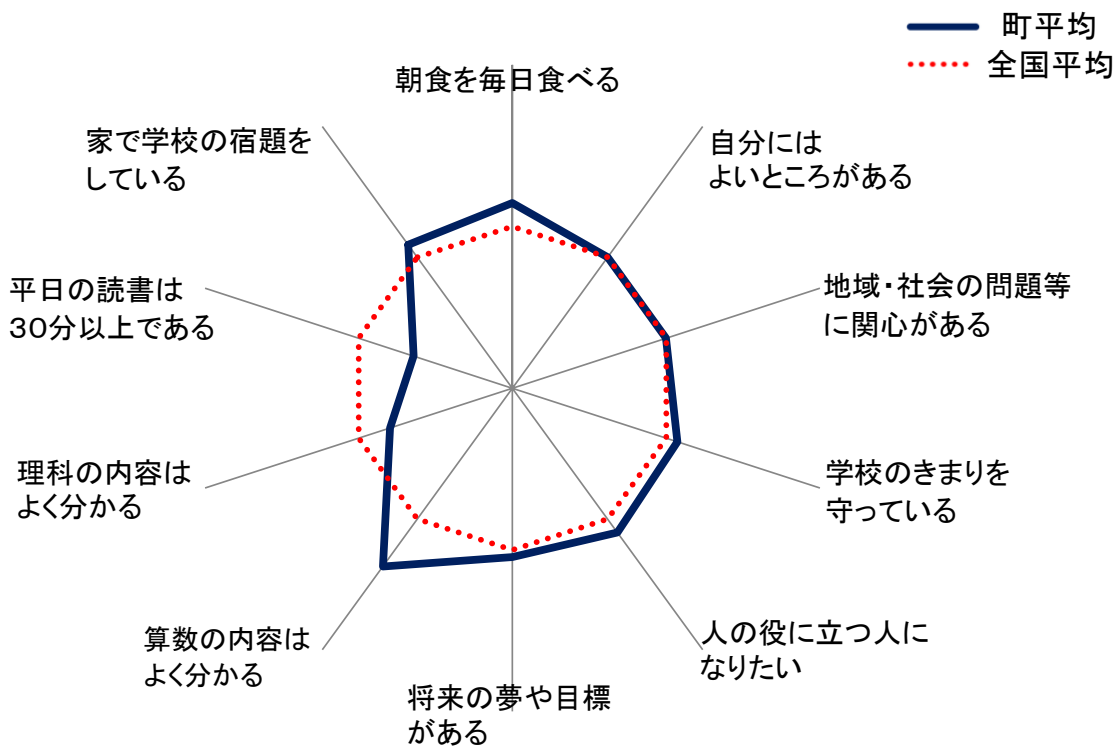 町平均
全国平均
朝食を毎日食べる
自分には
よいところがある
地域・社会の問題等
に関心がある
学校のきまりを
守っている
人の役に立つ人に
なりたい
将来の夢や目標
がある
算数の内容は
よく分かる
理科の内容は
よく分かる
平日の読書は
30分以上である
家で学校の宿題を
している